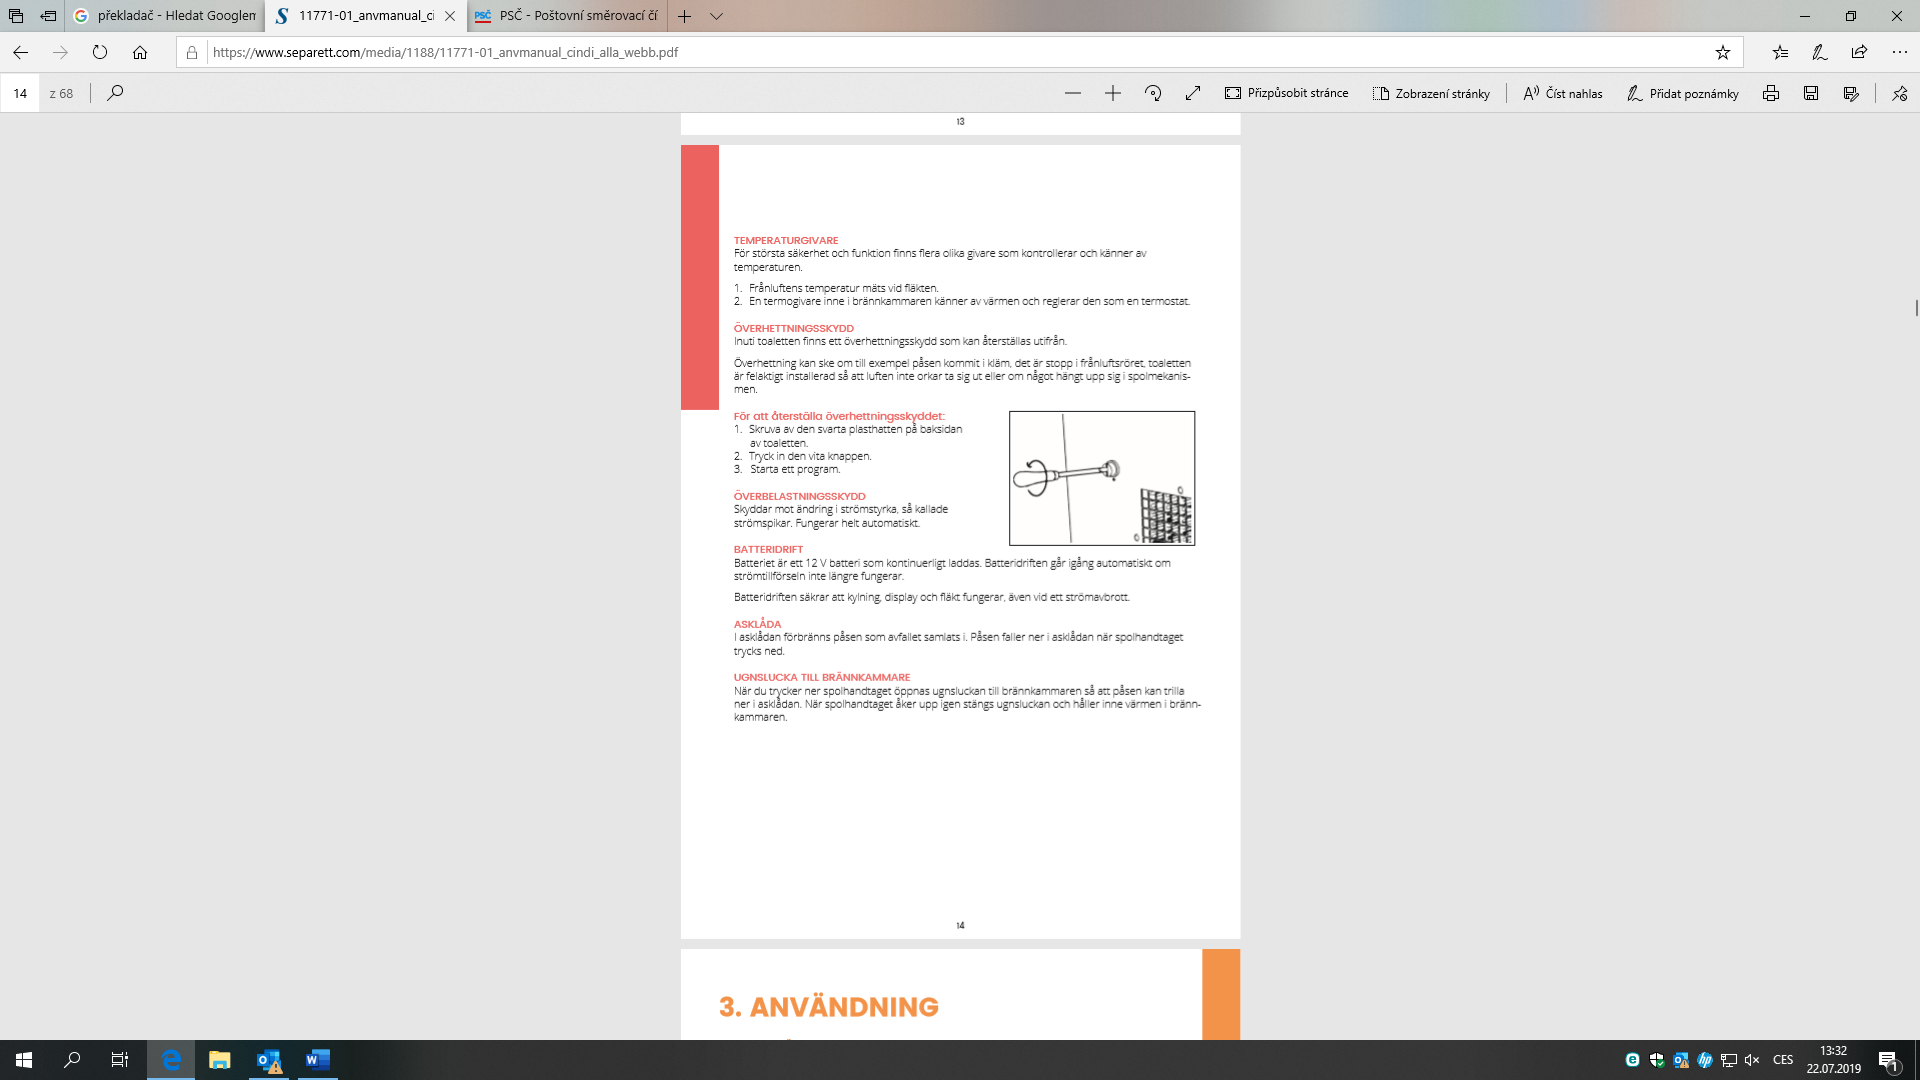 překladač - Hledat Googlem
11771-01_anvmanual_ci
PSČ - Poštovní směrovací čí
https://www.separett.com/media/1188/11771-01_anvmanual_cindi_alla_webb.pdf
14 z 68
Přizpůsobit stránce
Zobrazení stránky
Číst nahlas
Přidat poznámky
13
TEMPERATURGIVARE
För största säkerhet och funktion finns flera olika givare som kontrollerar och känner av
temperaturen.
1. Frånluftens temperatur mäts vid fläkten.
2. En termogivare inne i brännkammaren känner av värmen och reglerar den som en termostat.
ÖVERHETTNINGSSKYDD
Inuti toaletten finns ett överhettningsskydd som kan återställas utifrån.
Överhettning kan ske om till exempel påsen kommit i kläm, det är stopp i frånluftsröret, toaletten
är felaktigt installerad så att luften inte orkar ta sig ut eller om något hängt upp sig i spolmekanis-
men.
För att återställa överhettningsskyddet:
1. Skruva av den svarta plasthatten på baksidan
av toaletten.
2. Tryck in den vita knappen.
3. Starta ett program.
ÖVERBELASTNINGSSKYDD
Skyddar mot ändring i strömstyrka, så kallade
strömspikar. Fungerar helt automatiskt.
BATTERIDRIFT
Batteriet är ett 12 V batteri som kontinuerligt laddas. Batteridriften går igång automatiskt om
strömtillförseln inte längre fungerar.
Batteridriften säkrar att kylning, display och fläkt fungerar, även vid ett strömavbrott.
ASKLÅDA
I asklådan förbränns påsen som avfallet samlats i. Påsen faller ner i asklådan när spolhandtaget
trycks ned.
UGNSLUCKA TILL BRÄNNKAMMARE
När du trycker ner spolhandtaget öppnas ugnsluckan till brännkammaren så att påsen kan trilla
ner i asklådan. När spolhandtaget åker upp igen stängs ugnsluckan och håller inne värmen i bränn-
kammaren.
14
3. ANVÄNDNING
CES
13:32
22.07.2019
1